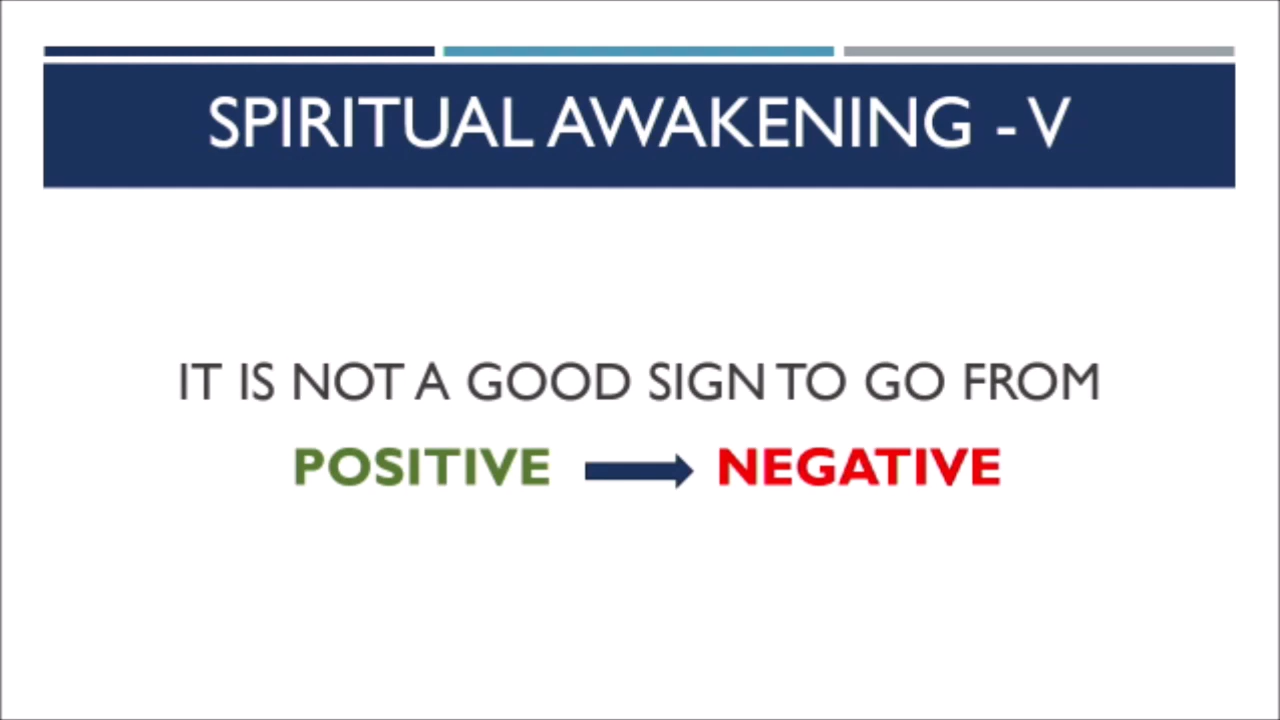 SPIRITUAL AWAKENING - V
IT IS NOT A GOOD SIGN TO GO FROM
POSITIVE NEGATIVE